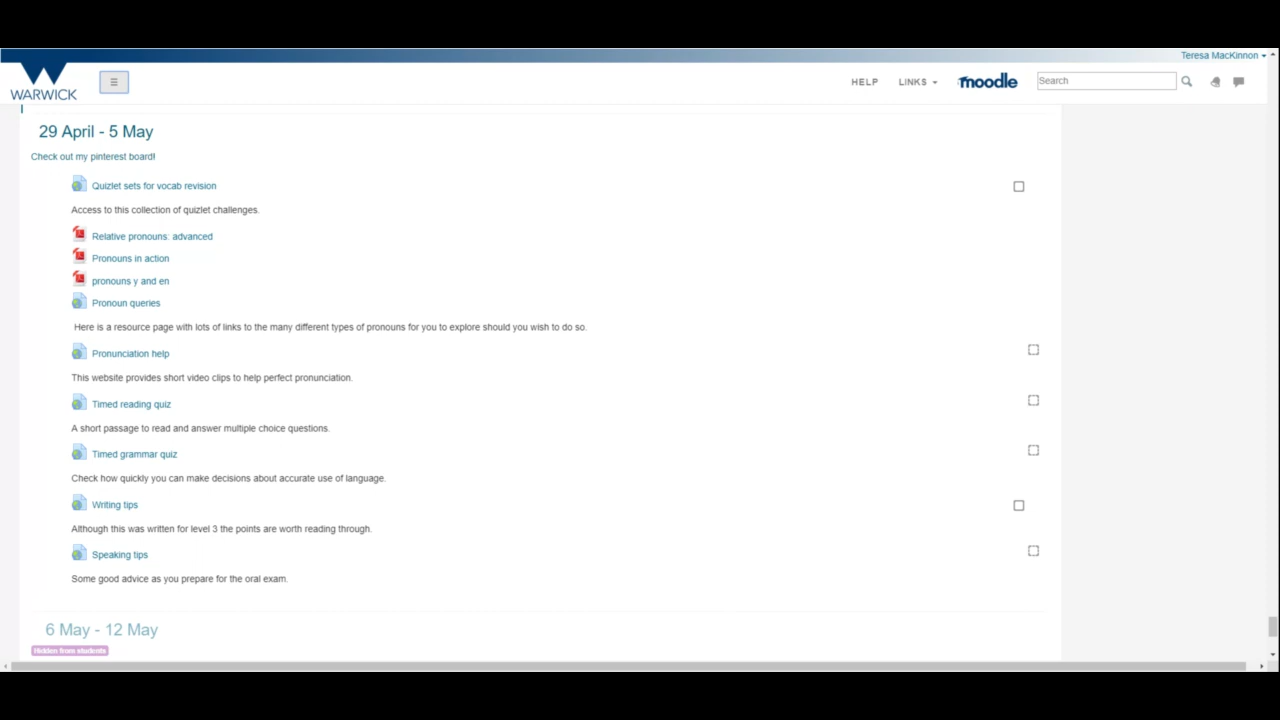 Teresa MacKinnon
WARWICK
HELP
LINKS
moodle
Search
29 April - 5 May
Check out my pinterest board!
Quizlet sets for vocab revision
Access to this collection of quizlet challenges.
Relative pronouns: advanced
Pronouns in action
pronouns y and en
Pronoun queries
Here is a resource page with lots of links to the many different types of pronouns for you to explore should you wish to do so.
Pronunciation help
This website provides short video clips to help perfect pronunciation.
Timed reading quiz
A short passage to read and answer multiple choice questions.
Timed grammar quiz
Check how quickly you can make decisions about accurate use of language.
Writing tips
Although this was written for level 3 the points are worth reading through.
Speaking tips
Some good advice as you prepare for the oral exam.
6 May - 12 May
Hidden from students